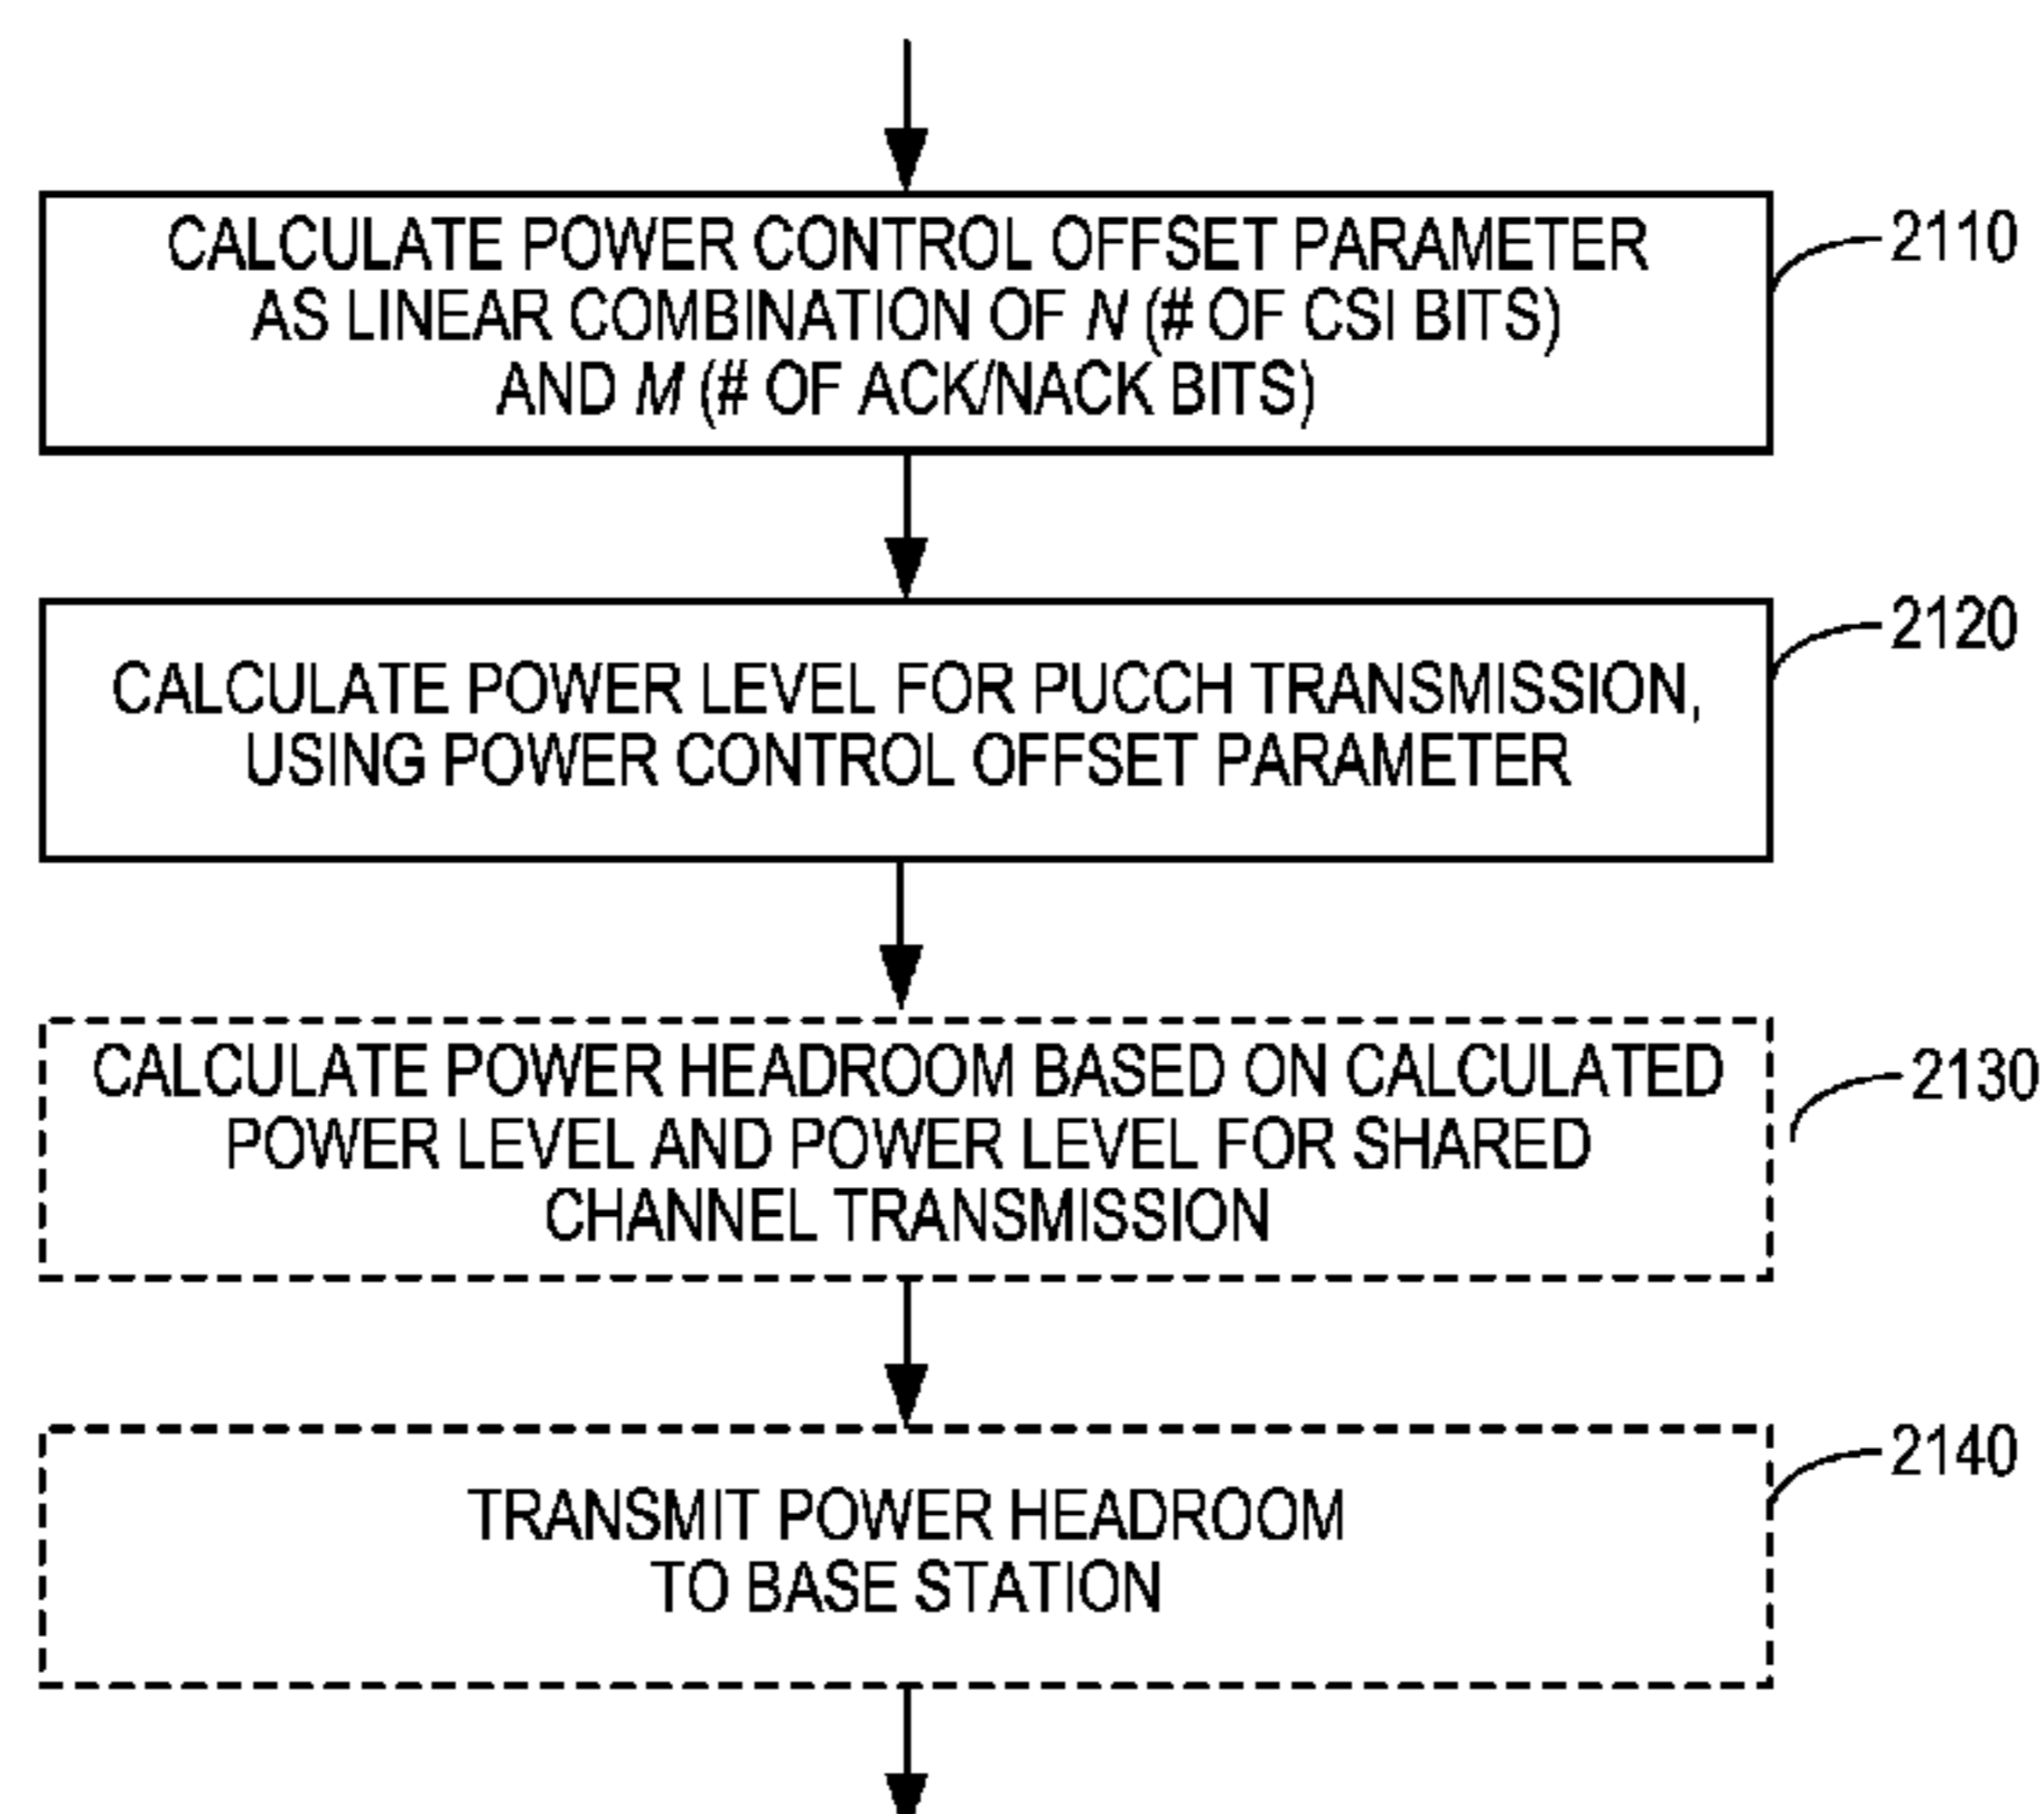 CALCULATE POWER CONTROL OFFSET PARAMETER
AS LINEAR COMBINATION OF N (# OF CSI BITS)
AND M (# OF ACK/NACK BITS)
2110
CALCULATE POWER LEVEL FOR PUCCH TRANSMISSION,
USING POWER CONTROL OFFSET PARAMETER
2120
CALCULATE POWER HEADROOM BASED ON CALCULATED
POWER LEVEL AND POWER LEVEL FOR SHARED
CHANNEL TRANSMISSION
2130
TRANSMIT POWER HEADROOM
TO BASE STATION
2140